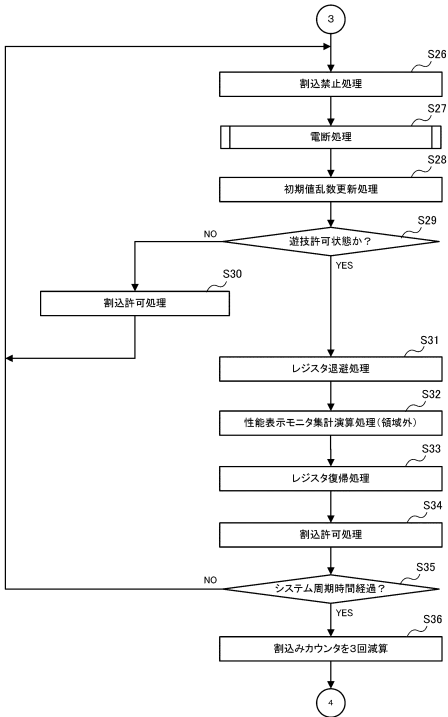 3
S26
割込禁止処理
S27
電断処理
S28
初期値乱数更新処理
S29
遊技許可状態か？
NO
YES
S30
割込許可処理
S31
レジスタ退避処理
S32
性能表示モニタ集計演算処理（領域外）
S33
レジスタ復帰処理
S34
割込許可処理
S35
システム周期時間経過？
NO
YES
S36
割込みカウンタを３回減算
4